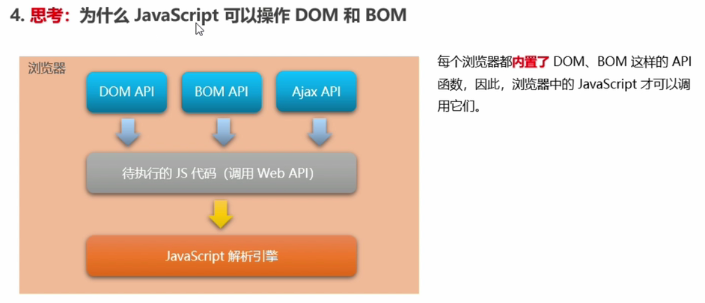 4. 思考：为什么 JavaScript 可以操作 DOM 和 BOM
浏览器
DOM API
BOM API
Ajax API
待执行的 JS 代码（调用 Web API）
JavaScript 解析引擎
每个浏览器都内置了 DOM、BOM 这样的 API
函数，因此，浏览器中的 JavaScript 才可以调
用它们。